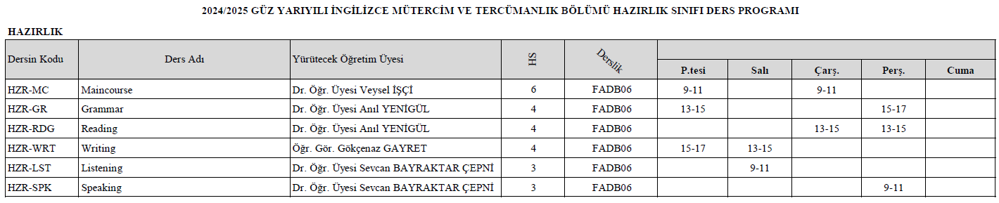 2024/2025 GÜZ YARIYILI İNGİLİZCE MÜTERCİM VE TERCÜMANLIK BÖLÜMÜ HAZIRLIK SINIFI DERS PROGRAMI
HAZIRLIK
Dersin Kodu Ders Adı Yürütecek Öğretim Üyesi HS Derslik
P.tesi Salı Çarş. Perş. Cuma
HZR-MC Maincourse Dr. Öğr. Üyesi Veysel İŞÇİ 6 FADB06 9-11 9-11
HZR-GR Grammar Dr. Öğr. Üyesi Anıl YENİGÜL 4 FADB06 13-15 15-17
HZR-RDG Reading Dr. Öğr. Üyesi Anıl YENİGÜL 4 FADB06 13-15 13-15
HZR-WRT Writing Öğr. Gör. Gökçenaz GAYRET 4 FADB06 15-17 13-15
HZR-LST Listening Dr. Öğr. Üyesi Sevcan BAYRAKTAR ÇEPNİ 3 FADB06 9-11
HZR-SPK Speaking Dr. Öğr. Üyesi Sevcan BAYRAKTAR ÇEPNİ 3 FADB06 9-11